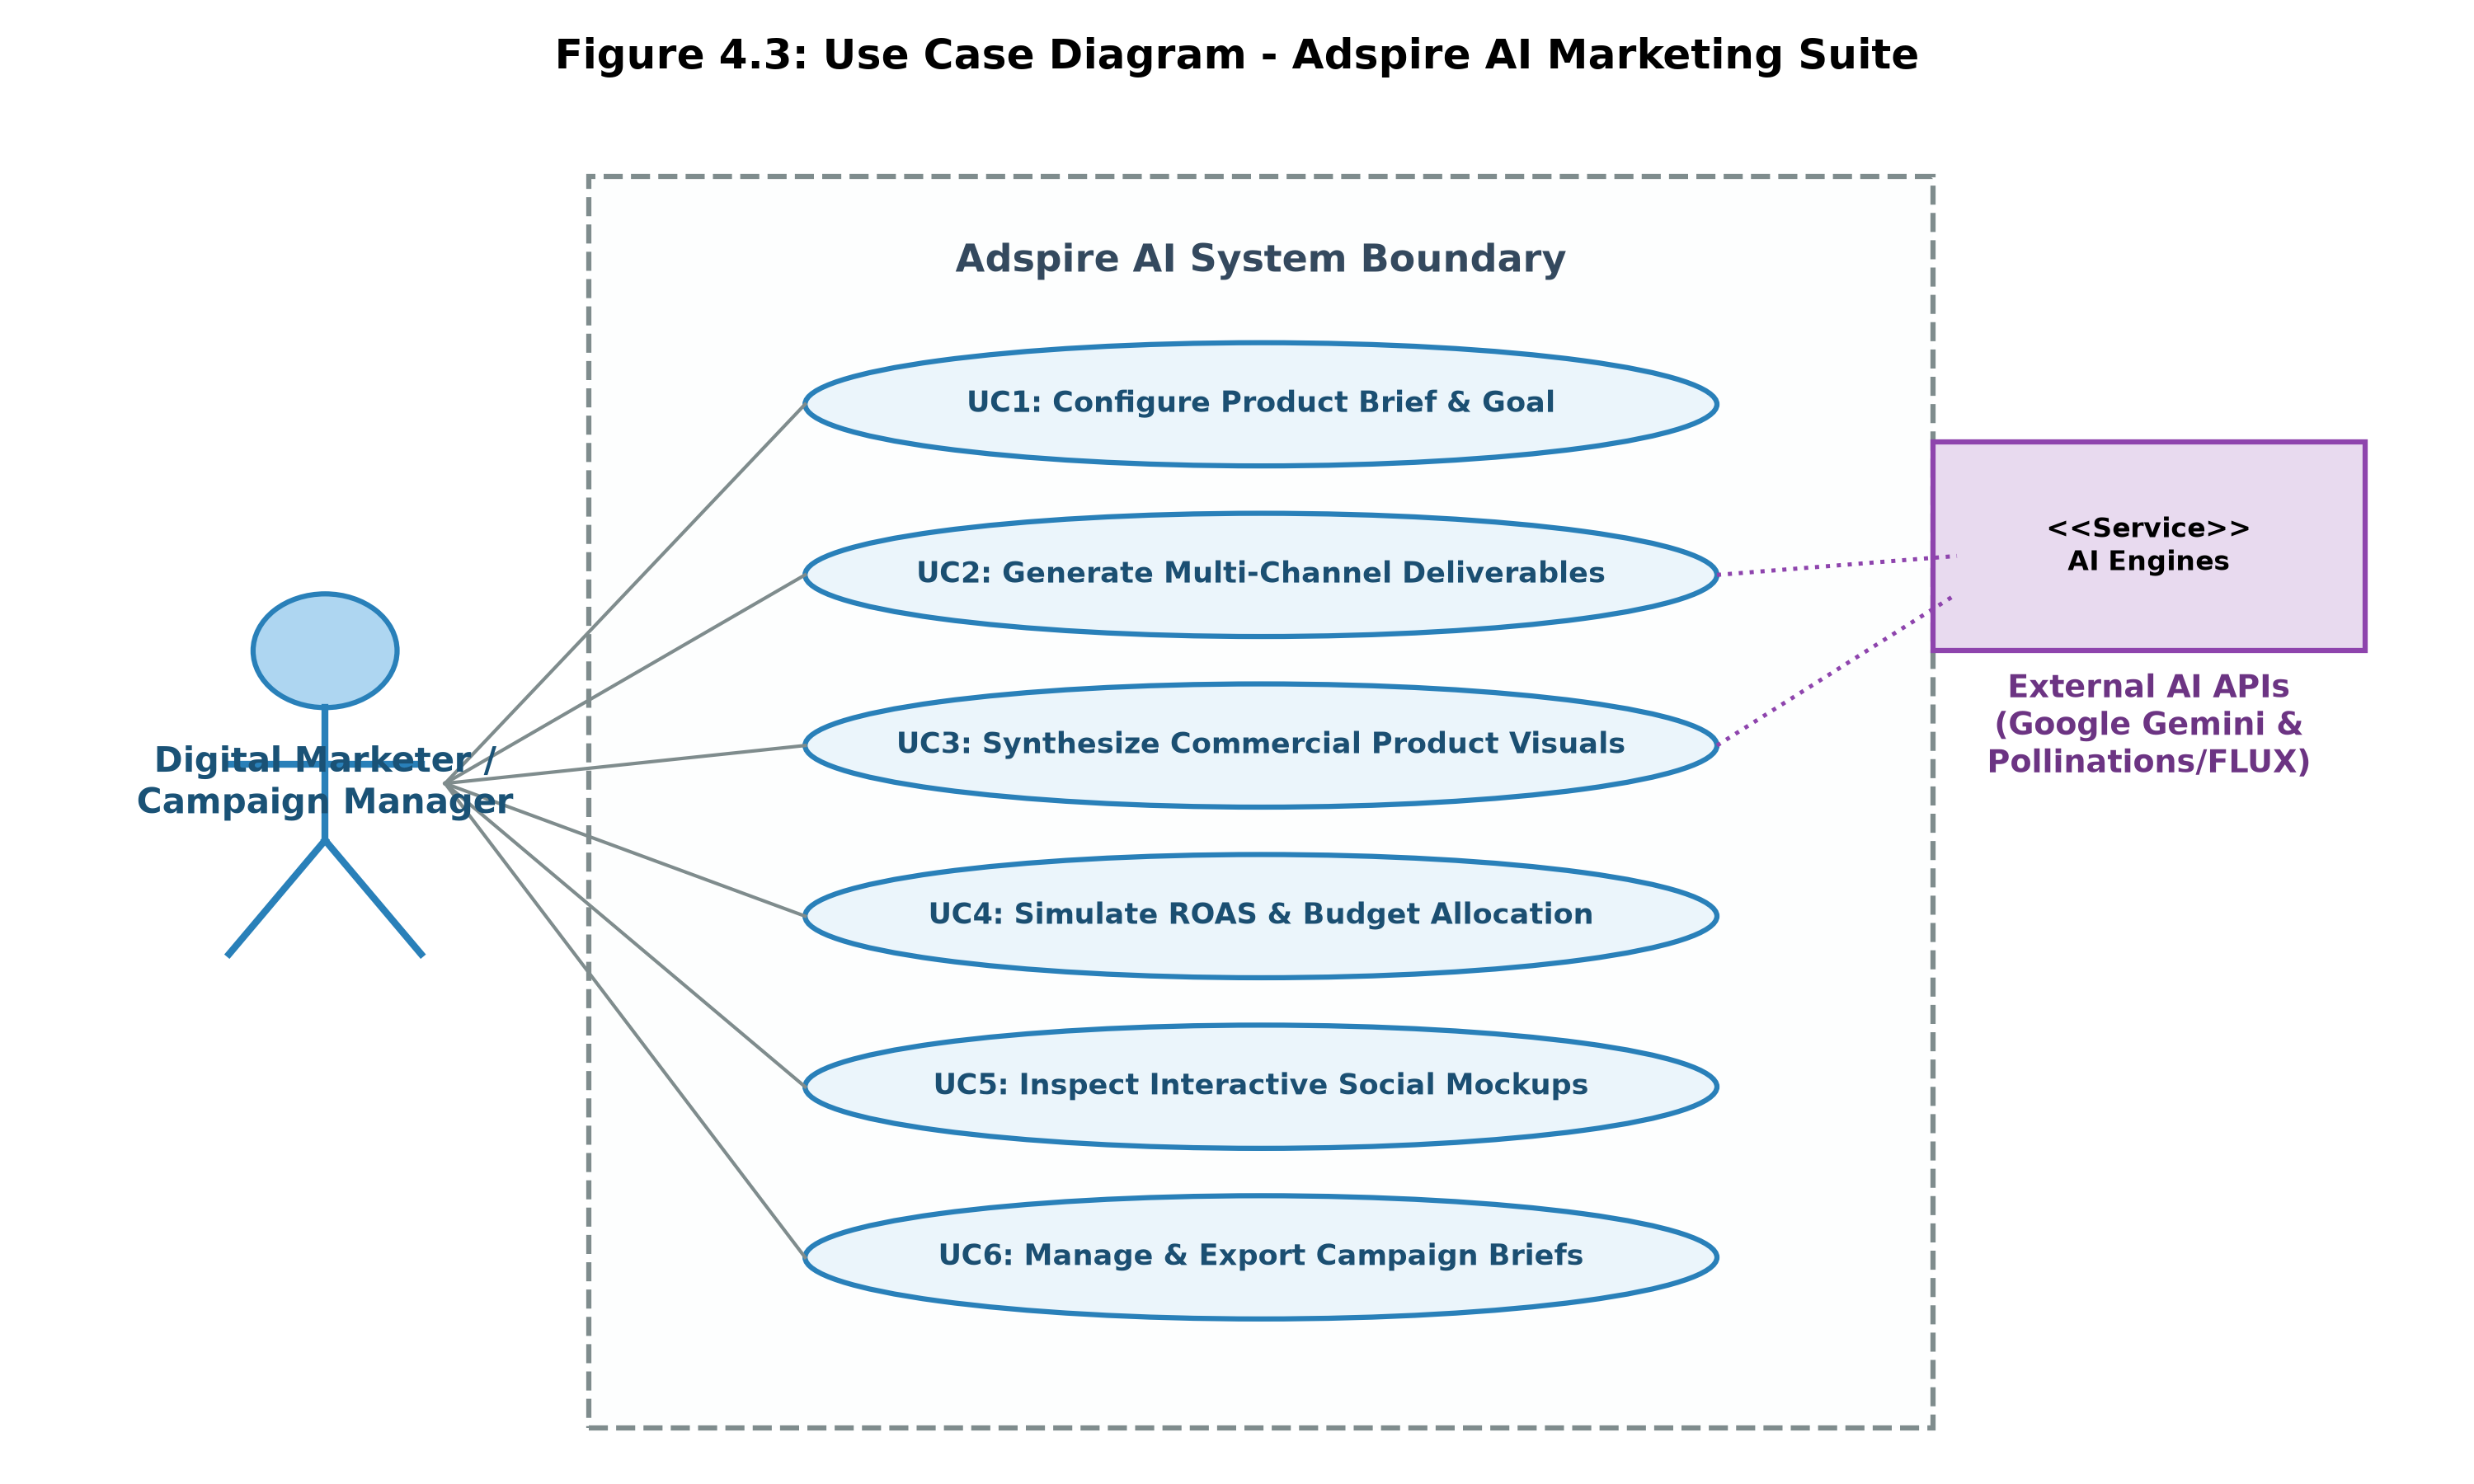 Figure 4.3: Use Case Diagram - Adspire AI Marketing Suite
Adspire AI System Boundary
UC1: Configure Product Brief & Goal
UC2: Generate Multi-Channel Deliverables
UC3: Synthesize Commercial Product Visuals
UC4: Simulate ROAS & Budget Allocation
UC5: Inspect Interactive Social Mockups
UC6: Manage & Export Campaign Briefs
Digital Marketer /
Campaign Manager
<<Service>>
AI Engines
External AI APIs
(Google Gemini &
Pollinations/FLUX)